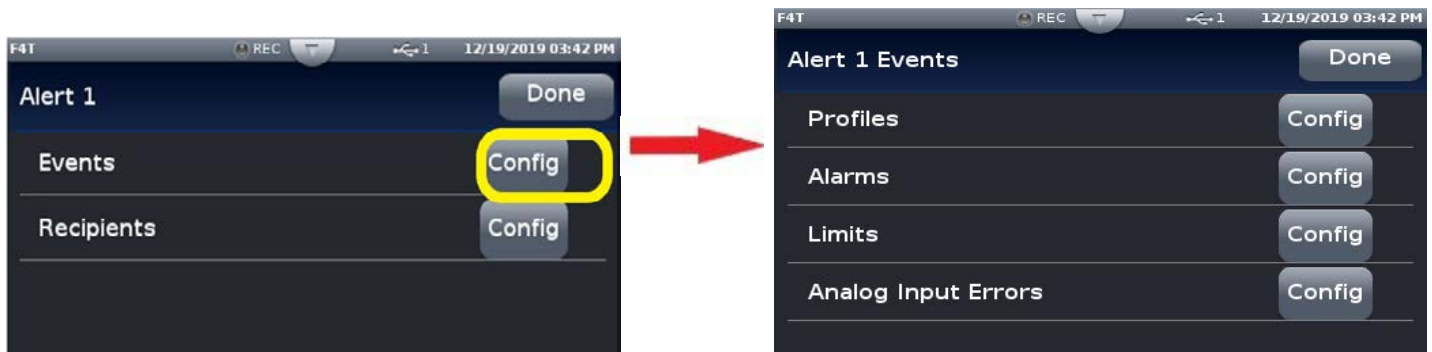 F4T REC 1 12/19/2019 03:42 PM
Alert 1 Done
Events Config
Recipients Config
F4T REC 1 12/19/2019 03:42 PM
Alert 1 Events Done
Profiles Config
Alarms Config
Limits Config
Analog Input Errors Config